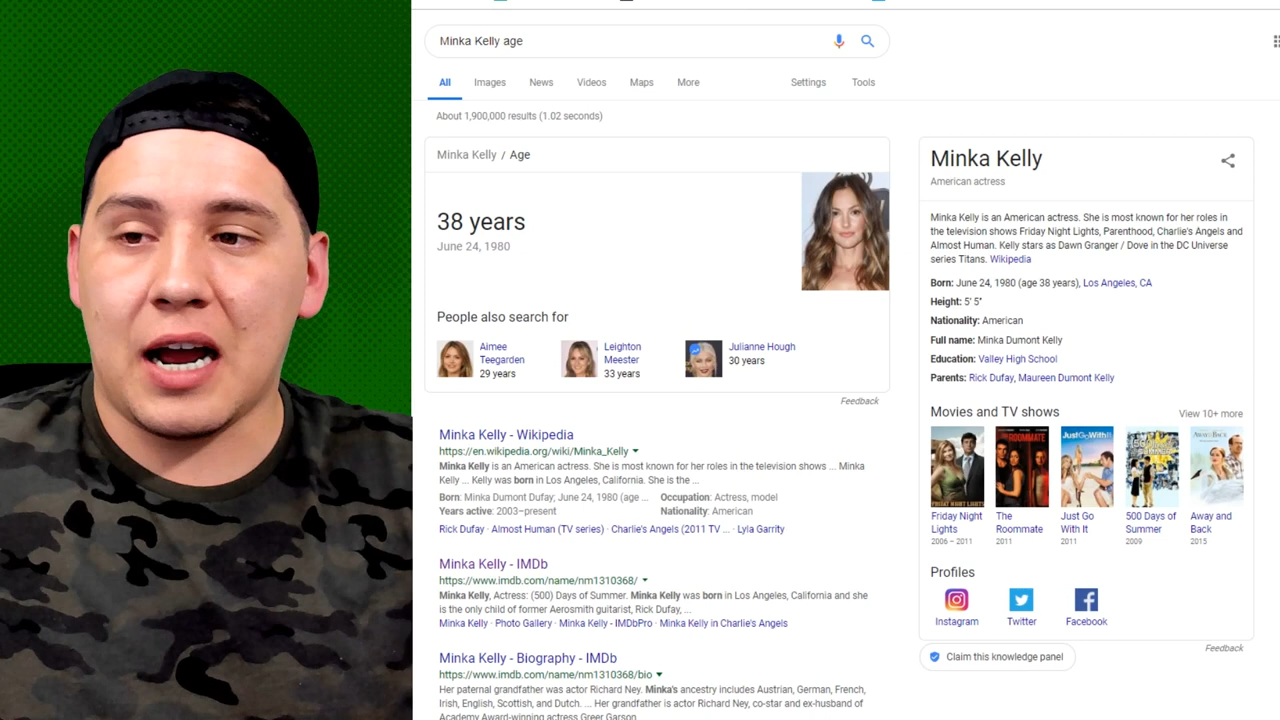 Minka Kelly age
All
Images
News
Videos
Maps
More
Settings
Tools
About 1,900,000 results (1.02 seconds)
Minka Kelly / Age
38 years
June 24, 1980
People also search for
Aimee
Teegarden
29 years
Leighton
Meester
33 years
Julianne Hough
30 years
Feedback
Minka Kelly - Wikipedia
https://en.wikipedia.org/wiki/Minka_Kelly
Minka Kelly is an American actress. She is most known for her roles in the television shows ... Minka
Kelly ... Kelly was born in Los Angeles, California. She is the ...
Born: Minka Dumont Dufay; June 24, 1980 (age ...
Occupation: Actress, model
Years active: 2003–present
Nationality: American
Rick Dufay · Almost Human (TV series) · Charlie's Angels (2011 TV ... · Lyla Garrity
Minka Kelly - IMDb
https://www.imdb.com/name/nm1310368/
Minka Kelly, Actress: (500) Days of Summer. Minka Kelly was born in Los Angeles, California and she
is the only child of former Aerosmith guitarist, Rick Dufay, ...
Minka Kelly · Photo Gallery · Minka Kelly - IMDbPro · Minka Kelly in Charlie's Angels
Minka Kelly - Biography - IMDb
https://www.imdb.com/name/nm1310368/bio
Her paternal grandfather was actor Richard Ney. Minka's ancestry includes Austrian, German, French,
Irish, English, Scottish, and Dutch. ... Her grandfather is actor Richard Ney, co-star and ex-husband of
Academy Award-winning actress Greer Garson.
Minka Kelly
American actress
Minka Kelly is an American actress. She is most known for her roles in
the television shows Friday Night Lights, Parenthood, Charlie's Angels and
Almost Human. Kelly stars as Dawn Granger / Dove in the DC Universe
series Titans. Wikipedia
Born: June 24, 1980 (age 38 years), Los Angeles, CA
Height: 5′ 5″
Nationality: American
Full name: Minka Dumont Kelly
Education: Valley High School
Parents: Rick Dufay, Maureen Dumont Kelly
Movies and TV shows
View 10+ more
FRIDAY NIGHT LIGHTS
THE ROOMMATE
Just Go With It
Friday Night
Lights
2006 – 2011
The
Roommate
2011
Just Go
With It
2011
500 Days of
Summer
2009
Away and
Back
2015
Profiles
Instagram
Twitter
Facebook
Feedback
Claim this knowledge panel